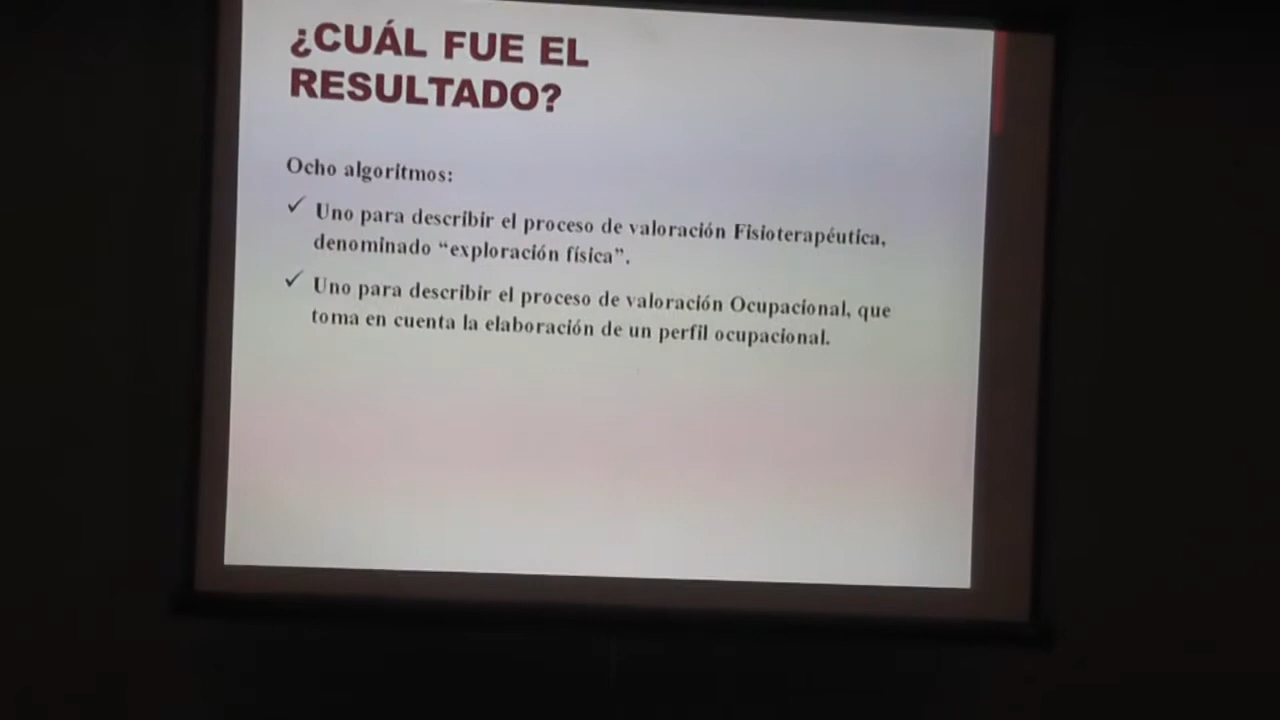 ¿CUÁL FUE EL
RESULTADO?
Ocho algoritmos:
✓ Uno para describir el proceso de valoración Fisioterapéutica,
denominado “exploración física”.
✓ Uno para describir el proceso de valoración Ocupacional, que
toma en cuenta la elaboración de un perfil ocupacional.